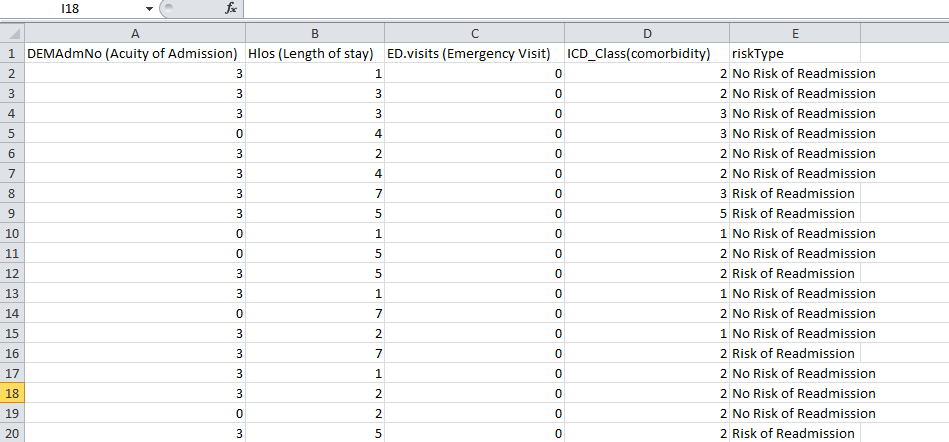 I18 fx
A B C D E
1 DEMAdmNo (Acuity of Admission) Hlos (Length of stay) ED.visits (Emergency Visit) ICD_Class(comorbidity) riskType
2 3 1 0 2 No Risk of Readmission
3 3 3 0 2 No Risk of Readmission
4 3 3 0 3 No Risk of Readmission
5 0 4 0 3 No Risk of Readmission
6 3 2 0 2 No Risk of Readmission
7 3 4 0 2 No Risk of Readmission
8 3 7 0 3 Risk of Readmission
9 3 5 0 5 Risk of Readmission
10 0 1 0 1 No Risk of Readmission
11 0 5 0 2 No Risk of Readmission
12 3 5 0 2 Risk of Readmission
13 3 1 0 1 No Risk of Readmission
14 0 7 0 2 No Risk of Readmission
15 3 2 0 1 No Risk of Readmission
16 3 7 0 2 Risk of Readmission
17 3 1 0 2 No Risk of Readmission
18 3 2 0 2 No Risk of Readmission
19 0 2 0 2 No Risk of Readmission
20 3 5 0 2 Risk of Readmission